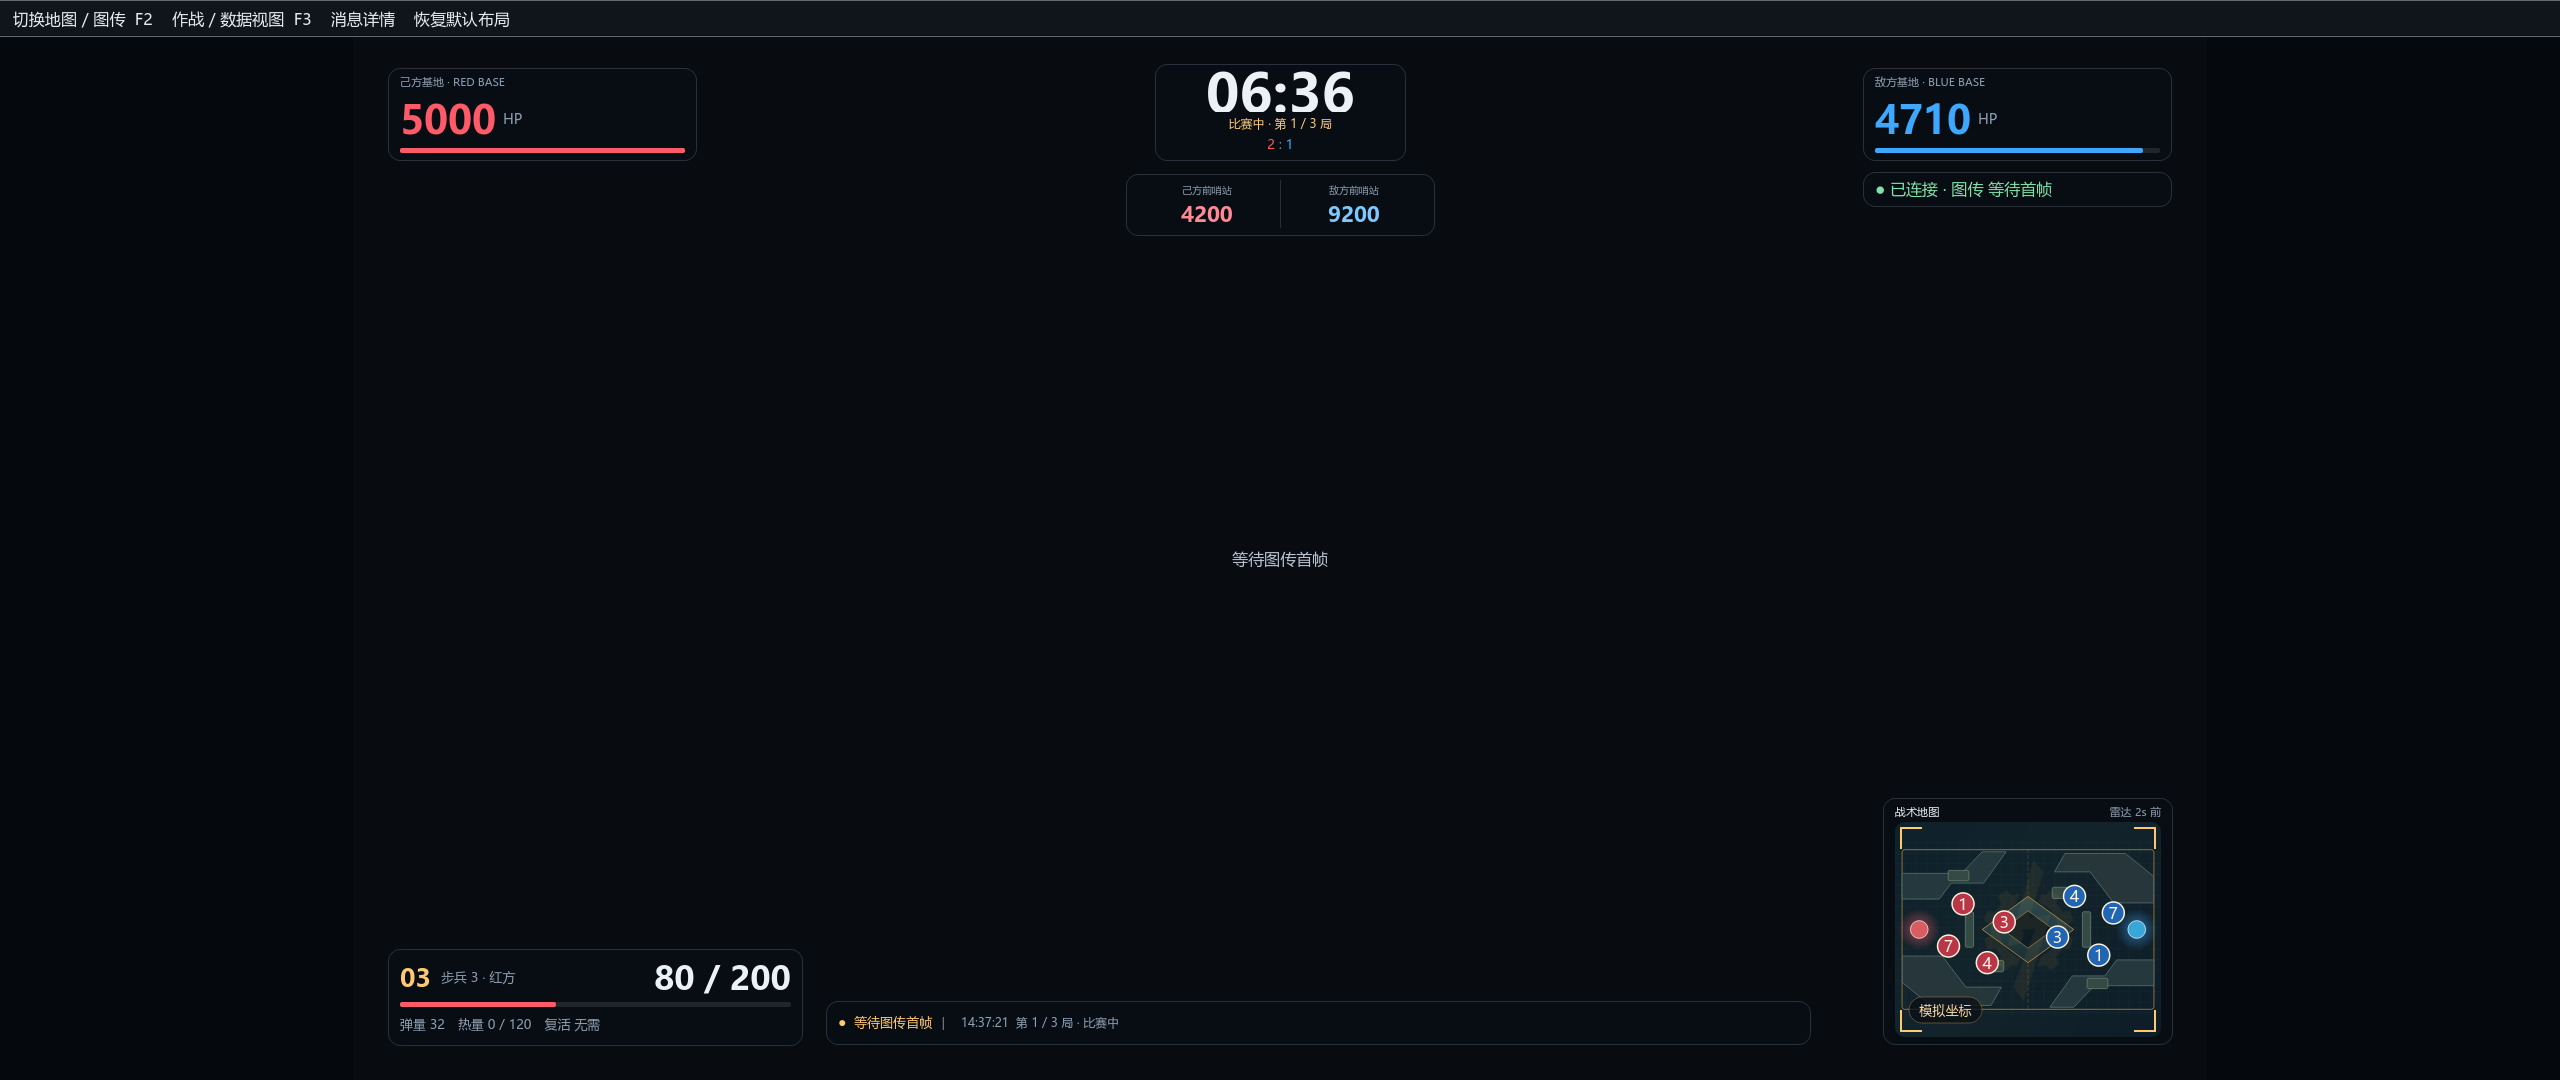 切换地图 / 图传 F2 作战 / 数据视图 F3 消息详情 恢复默认布局
己方基地 · RED BASE
5000 HP
06:36
比赛中 · 第 1 / 3 局
2 : 1
敌方基地 · BLUE BASE
4710 HP
● 已连接 · 图传 等待首帧
己方前哨站
4200
敌方前哨站
9200
等待图传首帧
03 步兵 3 · 红方 80 / 200
弹量 32 热量 0 / 120 复活 无需
● 等待图传首帧 | 14:37:21 第 1 / 3 局 · 比赛中
战术地图 雷达 2s 前
4
1
7
3
3
7
1
4
模拟坐标